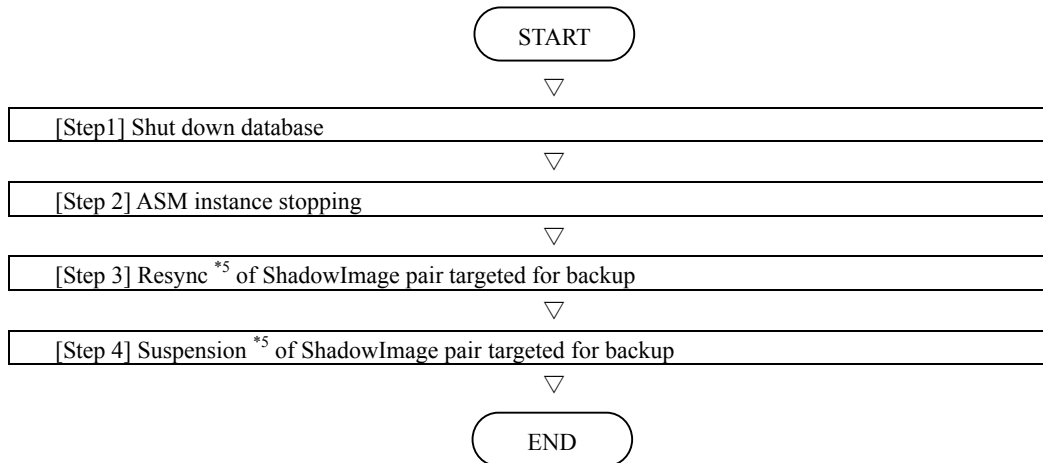 START
▽
[Step1] Shut down database
▽
[Step 2] ASM instance stopping
▽
[Step 3] Resync *5 of ShadowImage pair targeted for backup
▽
[Step 4] Suspension *5 of ShadowImage pair targeted for backup
▽
END